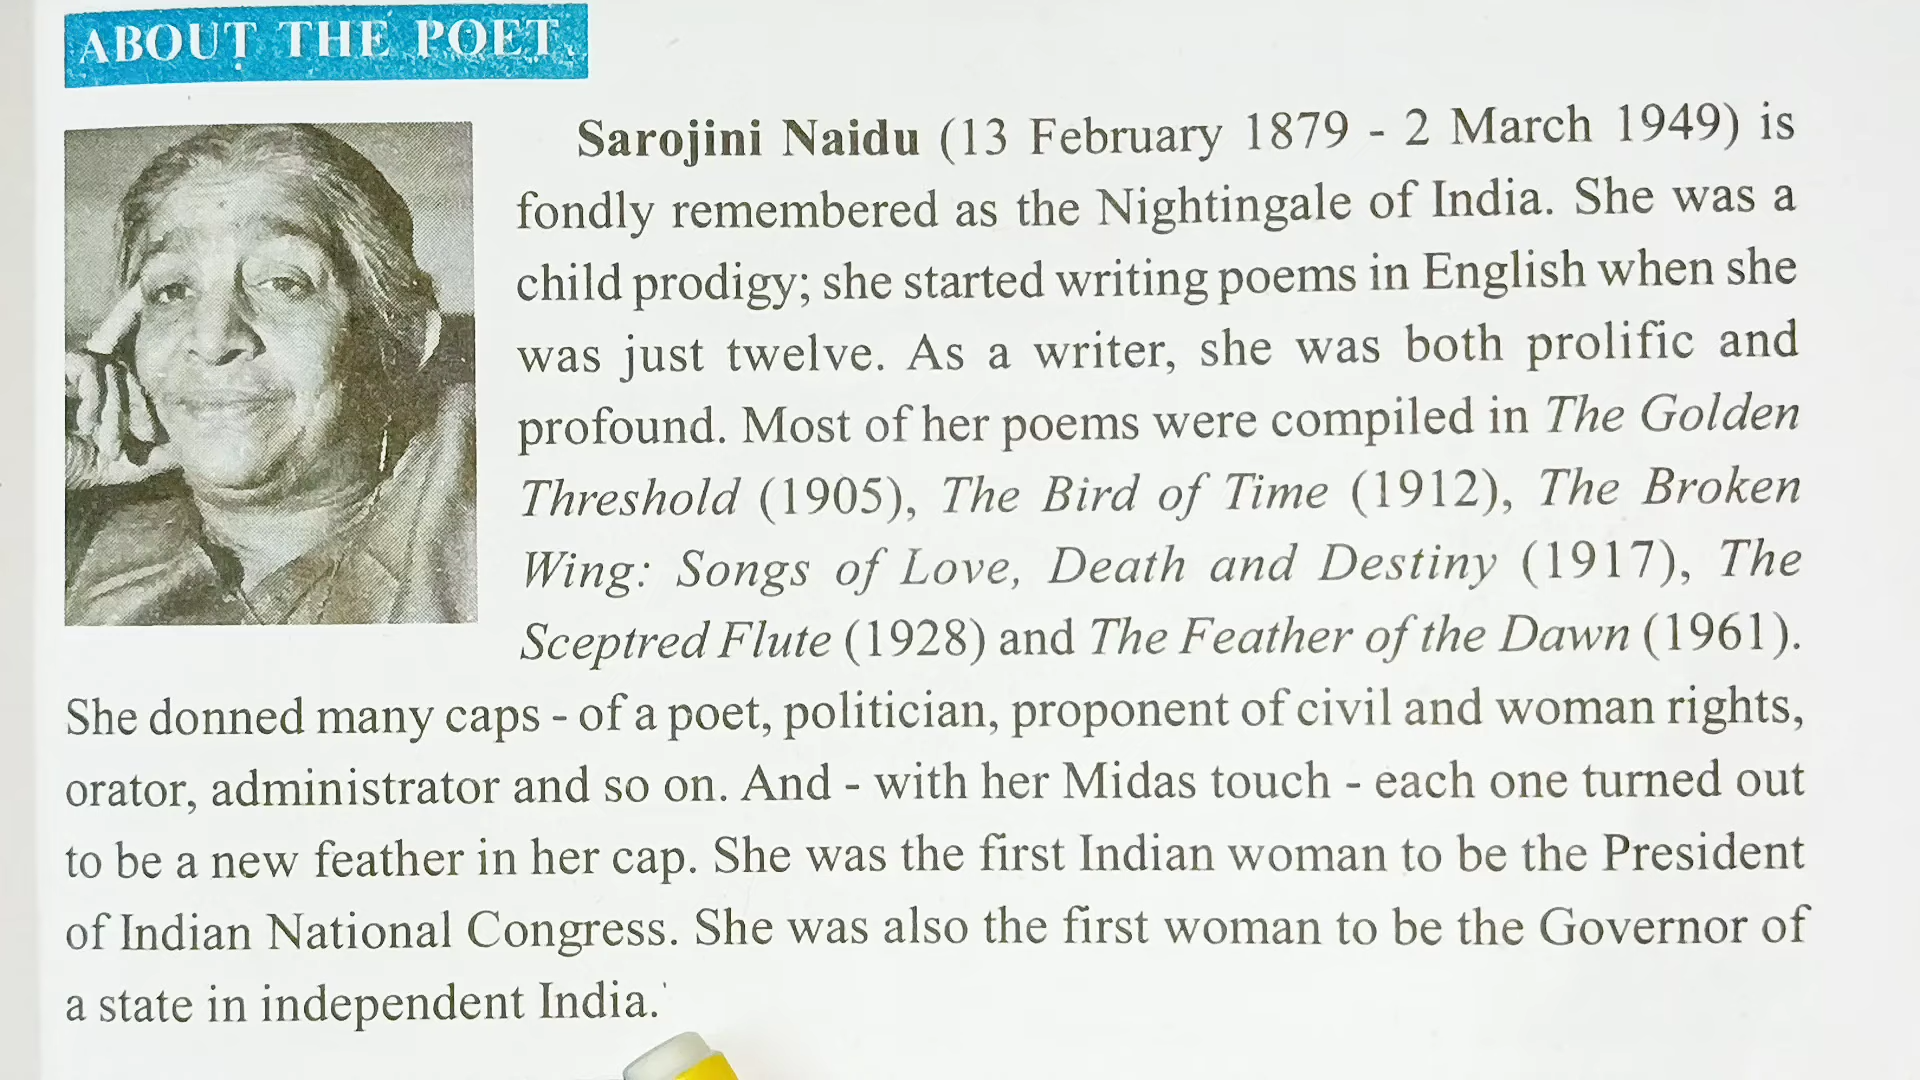 ABOUT THE POET
Sarojini Naidu (13 February 1879 - 2 March 1949) is
fondly remembered as the Nightingale of India. She was a
child prodigy; she started writing poems in English when she
was just twelve. As a writer, she was both prolific and
profound. Most of her poems were compiled in The Golden
Threshold (1905), The Bird of Time (1912), The Broken
Wing: Songs of Love, Death and Destiny (1917), The
Sceptred Flute (1928) and The Feather of the Dawn (1961).
She donned many caps - of a poet, politician, proponent of civil and woman rights,
orator, administrator and so on. And - with her Midas touch - each one turned out
to be a new feather in her cap. She was the first Indian woman to be the President
of Indian National Congress. She was also the first woman to be the Governor of
a state in independent India.